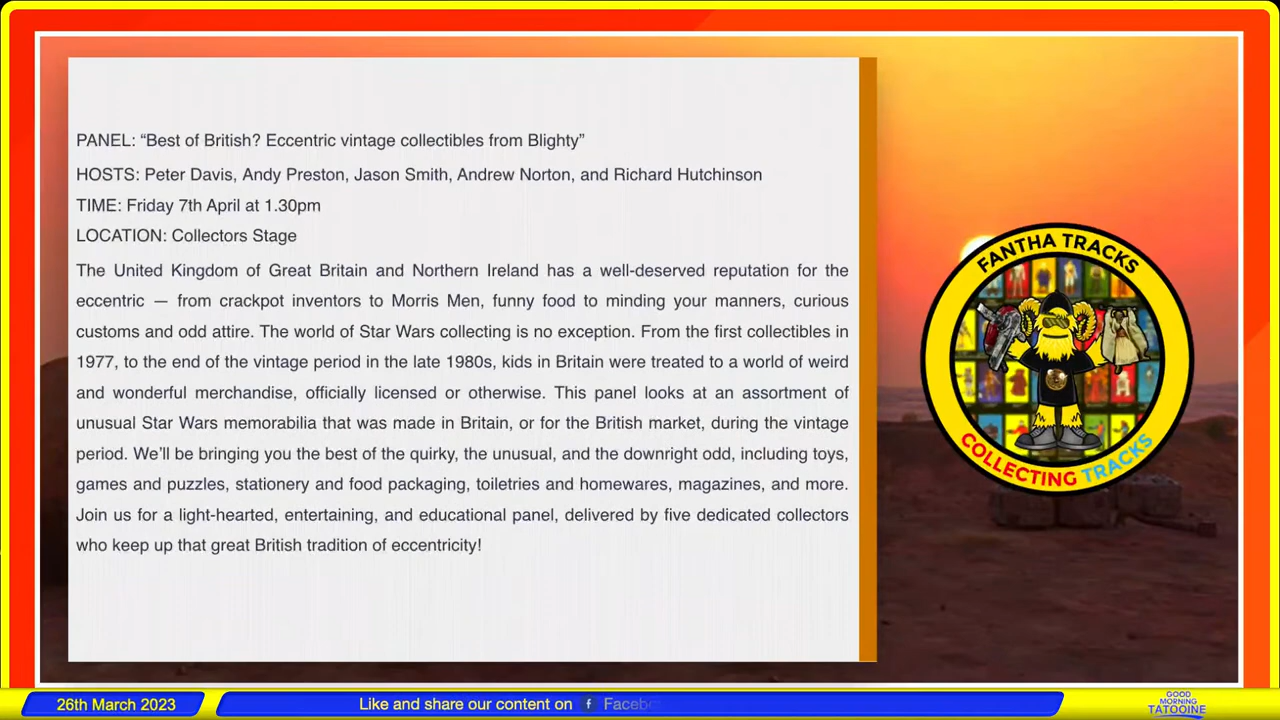 PANEL: “Best of British? Eccentric vintage collectibles from Blighty”
HOSTS: Peter Davis, Andy Preston, Jason Smith, Andrew Norton, and Richard Hutchinson
TIME: Friday 7th April at 1.30pm
LOCATION: Collectors Stage
The United Kingdom of Great Britain and Northern Ireland has a well-deserved reputation for the
eccentric — from crackpot inventors to Morris Men, funny food to minding your manners, curious
customs and odd attire. The world of Star Wars collecting is no exception. From the first collectibles in
1977, to the end of the vintage period in the late 1980s, kids in Britain were treated to a world of weird
and wonderful merchandise, officially licensed or otherwise. This panel looks at an assortment of
unusual Star Wars memorabilia that was made in Britain, or for the British market, during the vintage
period. We’ll be bringing you the best of the quirky, the unusual, and the downright odd, including toys,
games and puzzles, stationery and food packaging, toiletries and homewares, magazines, and more.
Join us for a light-hearted, entertaining, and educational panel, delivered by five dedicated collectors
who keep up that great British tradition of eccentricity!
FANTHA TRACKS
COLLECTING TRACKS
26th March 2023
Like and share our content on f Facebo
GOOD
MORNING
TATOOINE